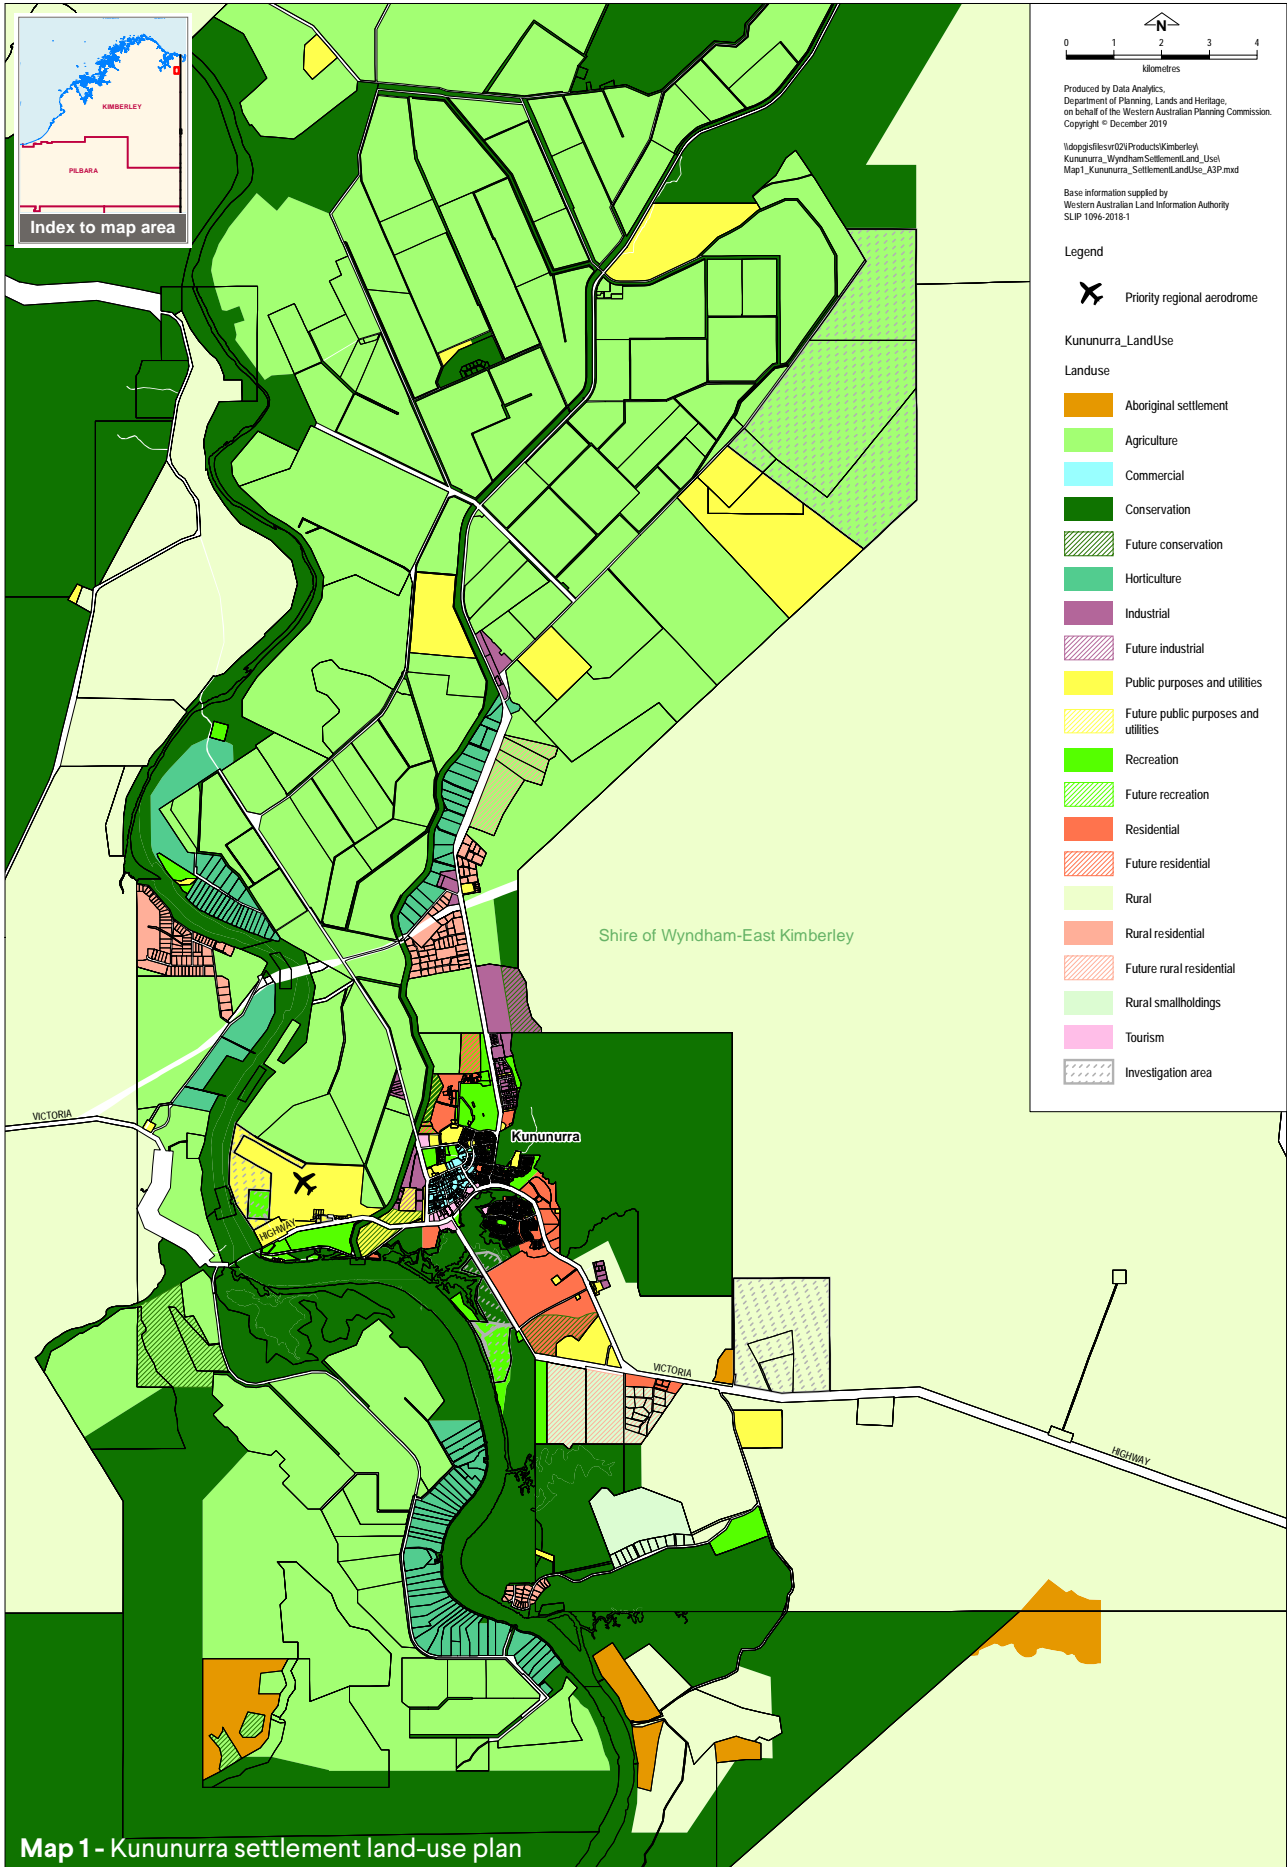 KIMBERLEY
PILBARA
Index to map area
N
0 1 2 3 4
kilometres
Produced by Data Analytics,
Department of Planning, Lands and Heritage,
on behalf of the Western Australian Planning Commission.
Copyright © December 2019
\\dopgisfilesvr02\Products\Kimberley\
Kununurra_WyndhamSettlementLand_Use\
Map1_Kununurra_SettlementLandUse_A3P.mxd
Base information supplied by
Western Australian Land Information Authority
SLIP 1096-2018-1
Legend
Priority regional aerodrome
Kununurra_LandUse
Landuse
Aboriginal settlement
Agriculture
Commercial
Conservation
Future conservation
Horticulture
Industrial
Future industrial
Public purposes and utilities
Future public purposes and
utilities
Recreation
Future recreation
Residential
Future residential
Rural
Rural residential
Future rural residential
Rural smallholdings
Tourism
Investigation area
Shire of Wyndham-East Kimberley
VICTORIA
Kununurra
HIGHWAY
VICTORIA
HIGHWAY
Map 1 - Kununurra settlement land-use plan